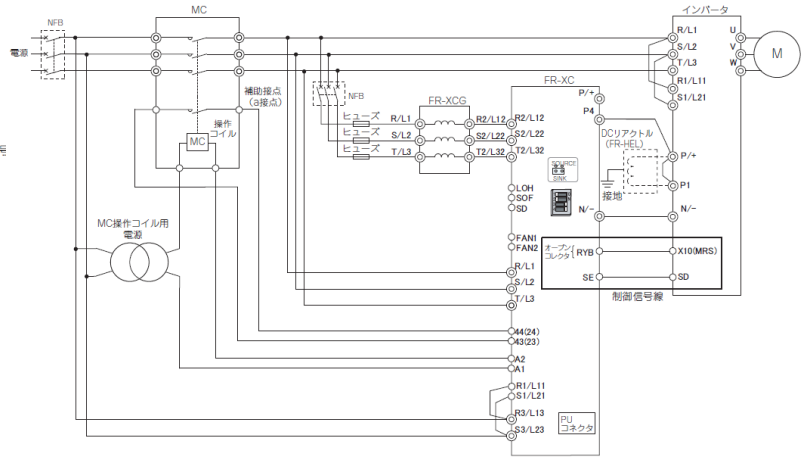 MC
インバータ
NFB
R/L1
U
S/L2
V
M
電源
T/L3
W
R1/L11
S1/L21
補助接点
(a接点)
NFB
FR-XCG
FR-XC
P/+
P4
ヒューズ
R/L1
R2/L12
R2/L12
DCリアクトル
(FR-HEL)
操作
コイル
MC
ヒューズ
S/L2
S2/L22
S2/L22
ヒューズ
T/L3
T2/L32
T2/L32
P/+
SOURCE
SINK
接地
P1
LOH
SOF
SD
N/-
N/-
MC操作コイル用
電源
FAN1
FAN2
オープン
コレクタ
RYB
X10(MRS)
R/L1
SE
SD
S/L2
制御信号線
T/L3
44(24)
43(23)
A2
A1
R1/L11
S1/L21
R3/L13
PU
コネクタ
S3/L23